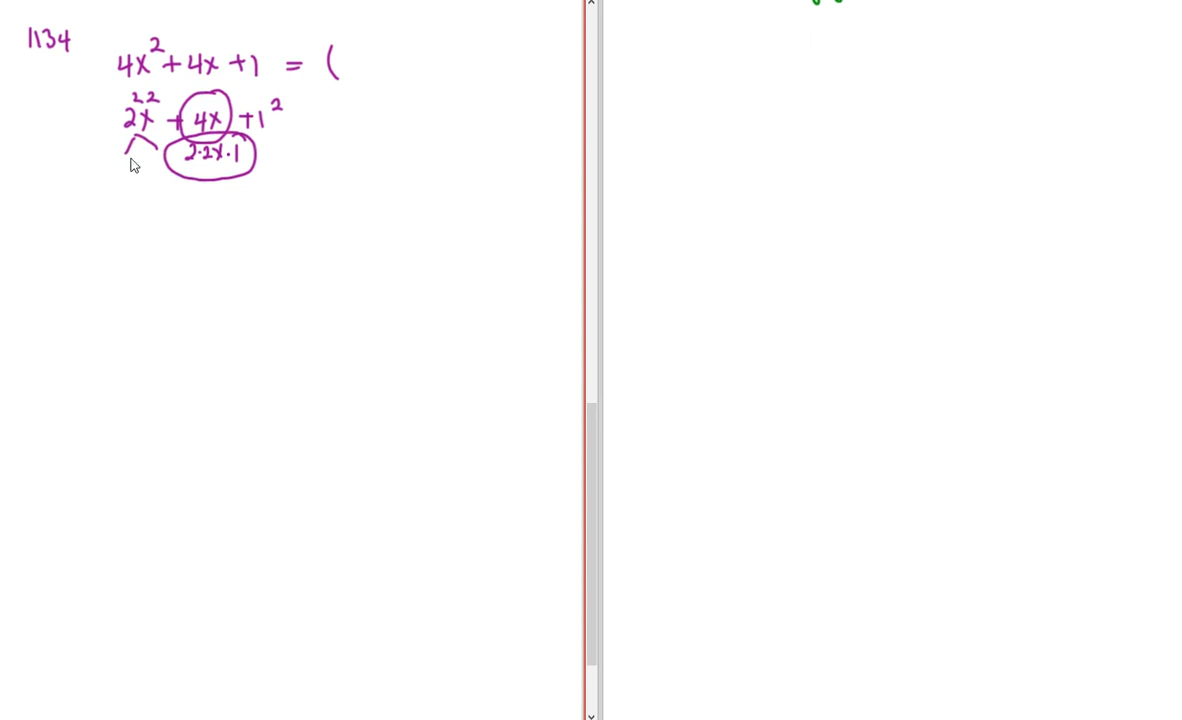 1134
4x² + 4x + 1 = (
2²x² + 4x + 1²
2·2x·1